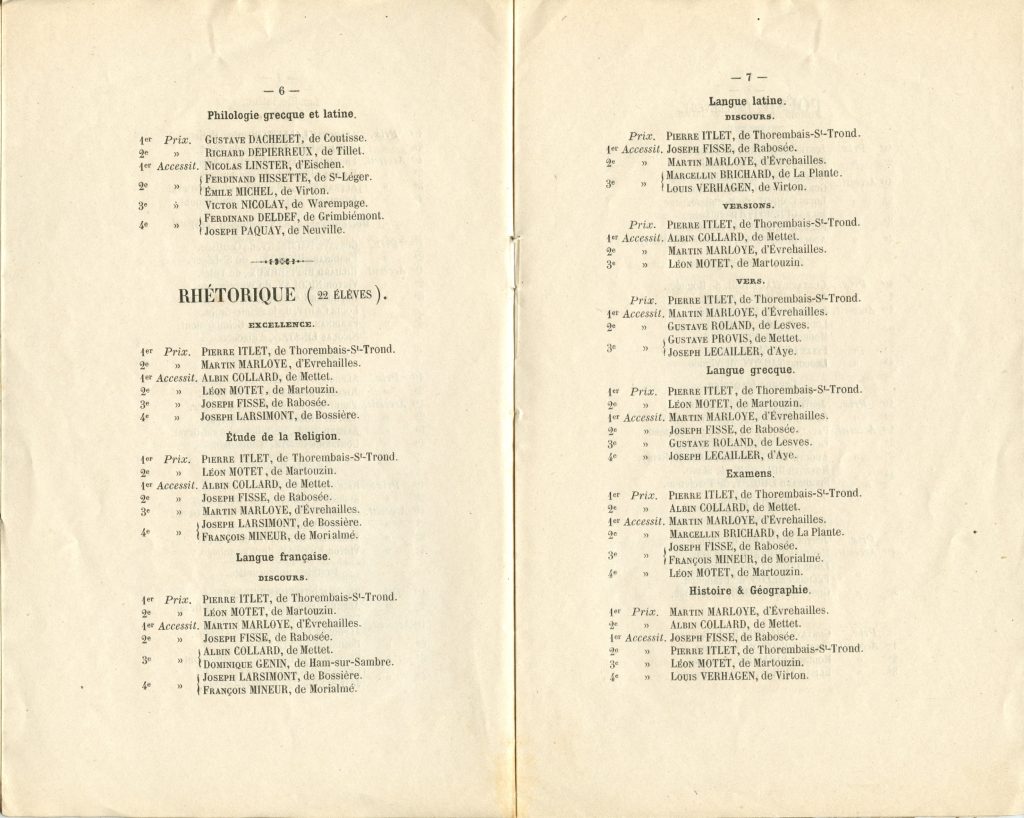 — 6 —
Philologie grecque et latine.
1er Prix. GUSTAVE DACHELET, de Coutisse.
2e » RICHARD DEPIERREUX, de Tillet.
1er Accessit. NICOLAS LINSTER, d'Eischen.
2e » FERDINAND HISSETTE, de St-Léger.
ÉMILE MICHEL, de Virton.
3e » VICTOR NICOLAY, de Warempage.
4e » FERDINAND DELDEF, de Grimbiémont.
JOSEPH PAQUAY, de Neuville.
RHÉTORIQUE ( 22 ÉLÈVES ).
EXCELLENCE.
1er Prix. PIERRE ITLET, de Thorembais-St-Trond.
2e » MARTIN MARLOYE, d'Evrehailles.
1er Accessit. ALBIN COLLARD, de Mettet.
2e » LÉON MOTET, de Martouzin.
3e » JOSEPH FISSE, de Rabosée.
4e » JOSEPH LARSIMONT, de Bossière.
Étude de la Religion.
1er Prix. PIERRE ITLET, de Thorembais-St-Trond.
2e » LÉON MOTET, de Martouzin.
1er Accessit. ALBIN COLLARD, de Mettet.
2e » JOSEPH FISSE, de Rabosée.
3e » MARTIN MARLOYE, d'Évrehailles.
4e » JOSEPH LARSIMONT, de Bossière.
FRANÇOIS MINEUR, de Morialmé.
Langue française.
DISCOURS.
1er Prix. PIERRE ITLET, de Thorembais-St-Trond.
2e » LÉON MOTET, de Martouzin.
1er Accessit. MARTIN MARLOYE, d'Évrehailles.
2e » JOSEPH FISSE, de Rabosée.
3e » ALBIN COLLARD, de Mettet.
DOMINIQUE GENIN, de Ham-sur-Sambre.
4e » JOSEPH LARSIMONT, de Bossière.
FRANÇOIS MINEUR, de Morialmé.
— 7 —
Langue latine.
DISCOURS.
Prix. PIERRE ITLET, de Thorembais-St-Trond.
1er Accessit. JOSEPH FISSE, de Rabosée.
2e » MARTIN MARLOYE, d'Évrehailles.
3e » MARCELLIN BRICHARD, de La Plante.
LOUIS VERHAGEN, de Virton.
VERSIONS.
Prix. PIERRE ITLET, de Thorembais-St-Trond.
1er Accessit. ALBIN COLLARD, de Mettet.
2e » MARTIN MARLOYE, d'Évrehailles.
3e » LÉON MOTET, de Martouzin.
VERS.
Prix. PIERRE ITLET, de Thorembais-St-Trond.
1er Accessit. MARTIN MARLOYE, d'Évrehailles.
2e » GUSTAVE ROLAND, de Lesves.
3e » GUSTAVE PROVIS, de Mettet.
JOSEPH LECAILLER, d'Aye.
Langue grecque.
1er Prix. PIERRE ITLET, de Thorembais-St-Trond.
2e » LÉON MOTET, de Martouzin.
1er Accessit. MARTIN MARLOYE, d'Évrehailles.
2e » JOSEPH FISSE, de Rabosée.
3e » GUSTAVE ROLAND, de Lesves.
4e » JOSEPH LECAILLER, d'Aye.
Examens.
1er Prix. PIERRE ITLET, de Thorembais-St-Trond.
2e » ALBIN COLLARD, de Mettet.
1er Accessit. MARTIN MARLOYE, d'Évrehailles.
2e » MARCELLIN BRICHARD, de La Plante.
3e » JOSEPH FISSE, de Rabosée.
FRANÇOIS MINEUR, de Morialmé.
4e » LÉON MOTET, de Martouzin.
Histoire & Géographie.
1er Prix. MARTIN MARLOYE, d'Évrehailles.
2e » ALBIN COLLARD, de Mettet.
1er Accessit. JOSEPH FISSE, de Rabosée.
2e » PIERRE ITLET, de Thorembais-St-Trond.
3e » LÉON MOTET, de Martouzin.
4e » LOUIS VERHAGEN, de Virton.